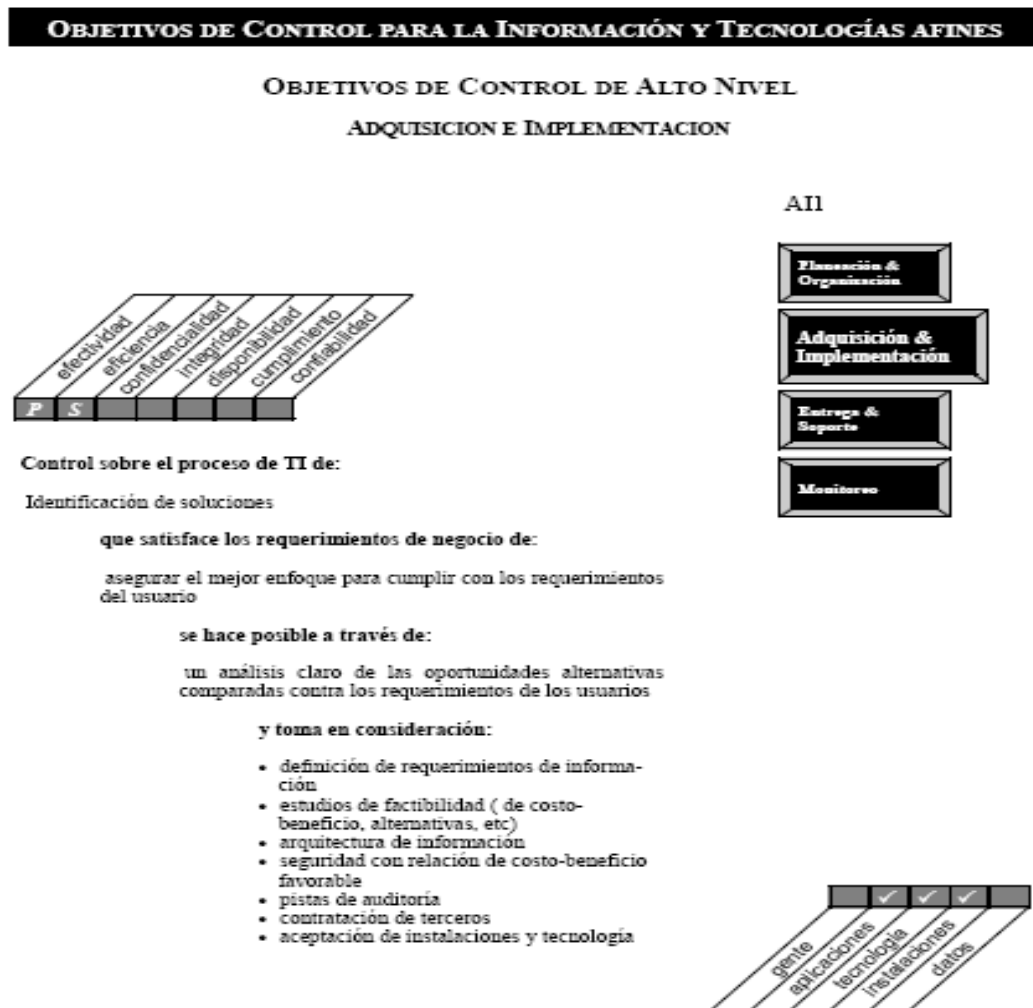 OBJETIVOS DE CONTROL PARA LA INFORMACIÓN Y TECNOLOGÍAS AFINES
OBJETIVOS DE CONTROL DE ALTO NIVEL
ADQUISICION E IMPLEMENTACION
AI1
Planeación &
Organización
Adquisición &
Implementación
Entrega &
Soporte
Monitoreo
efectividad
eficiencia
confidencialidad
integridad
disponibilidad
cumplimiento
confiabilidad
P S
Control sobre el proceso de TI de:
Identificación de soluciones
que satisface los requerimientos de negocio de:
asegurar el mejor enfoque para cumplir con los requerimientos
del usuario
se hace posible a través de:
un análisis claro de las oportunidades alternativas
comparadas contra los requerimientos de los usuarios
y toma en consideración:
• definición de requerimientos de informa-
ción
• estudios de factibilidad ( de costo-
beneficio, alternativas, etc)
• arquitectura de información
• seguridad con relación de costo-beneficio
favorable
• pistas de auditoría
• contratación de terceros
• aceptación de instalaciones y tecnología
✓ ✓ ✓
gente
aplicaciones
tecnología
instalaciones
datos